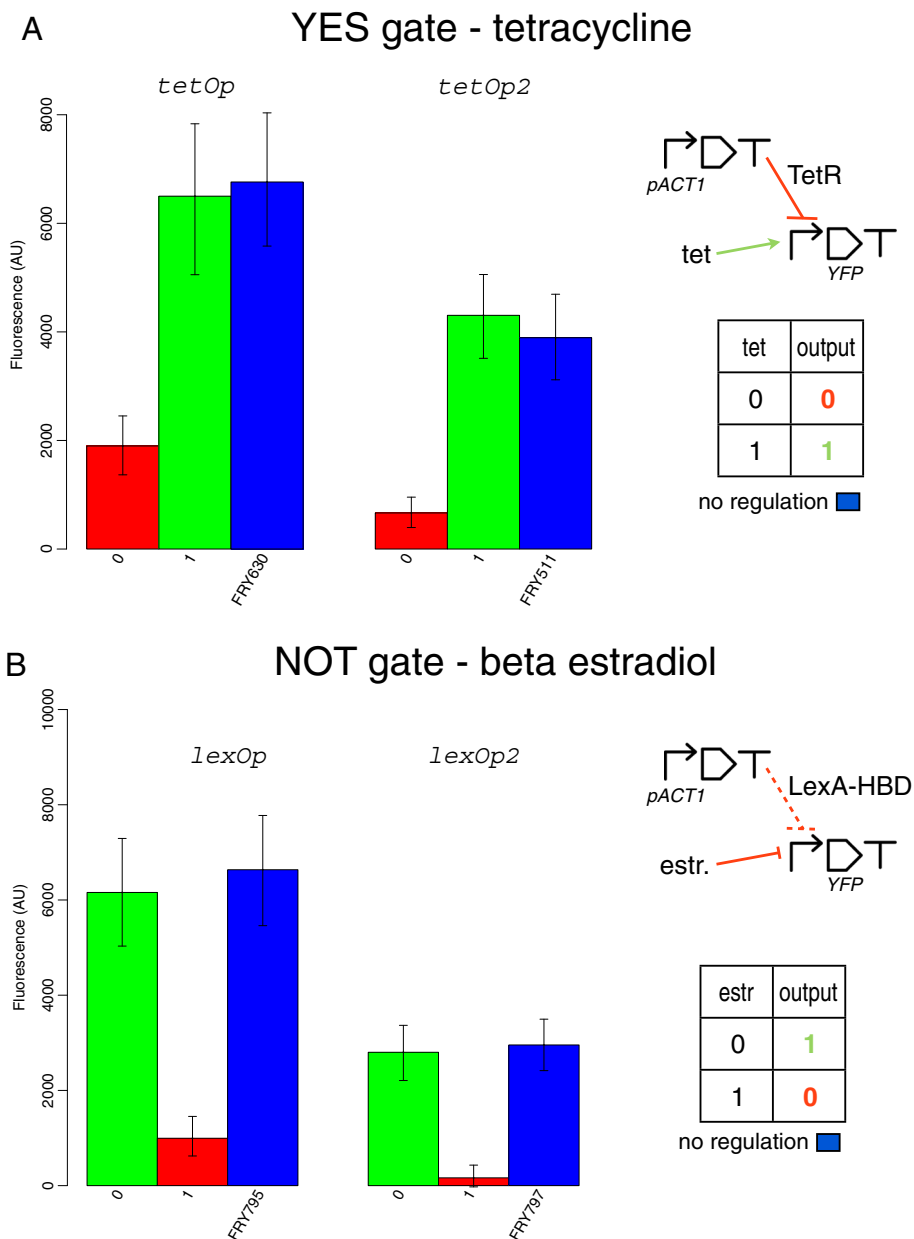 A
YES gate - tetracycline
tetOp
tetOp2
Fluorescence (AU)
8000
6000
4000
2000
0
0
1
FRY630
0
1
FRY511
pACT1
TetR
tet
YFP
tet output
0 0
1 1
no regulation
B
NOT gate - beta estradiol
lexOp
lexOp2
Fluorescence (AU)
10000
8000
6000
4000
2000
0
0
1
FRY795
0
1
FRY797
pACT1
LexA-HBD
estr.
YFP
estr output
0 1
1 0
no regulation